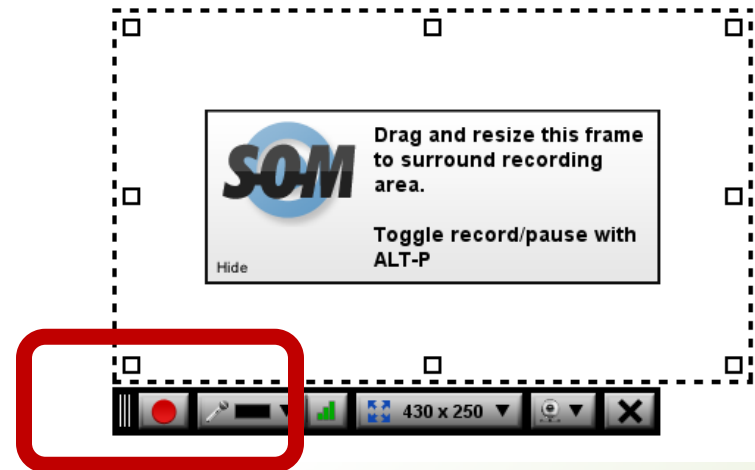 SOM
Drag and resize this frame
to surround recording
area.
Toggle record/pause with
ALT-P
Hide
430 x 250